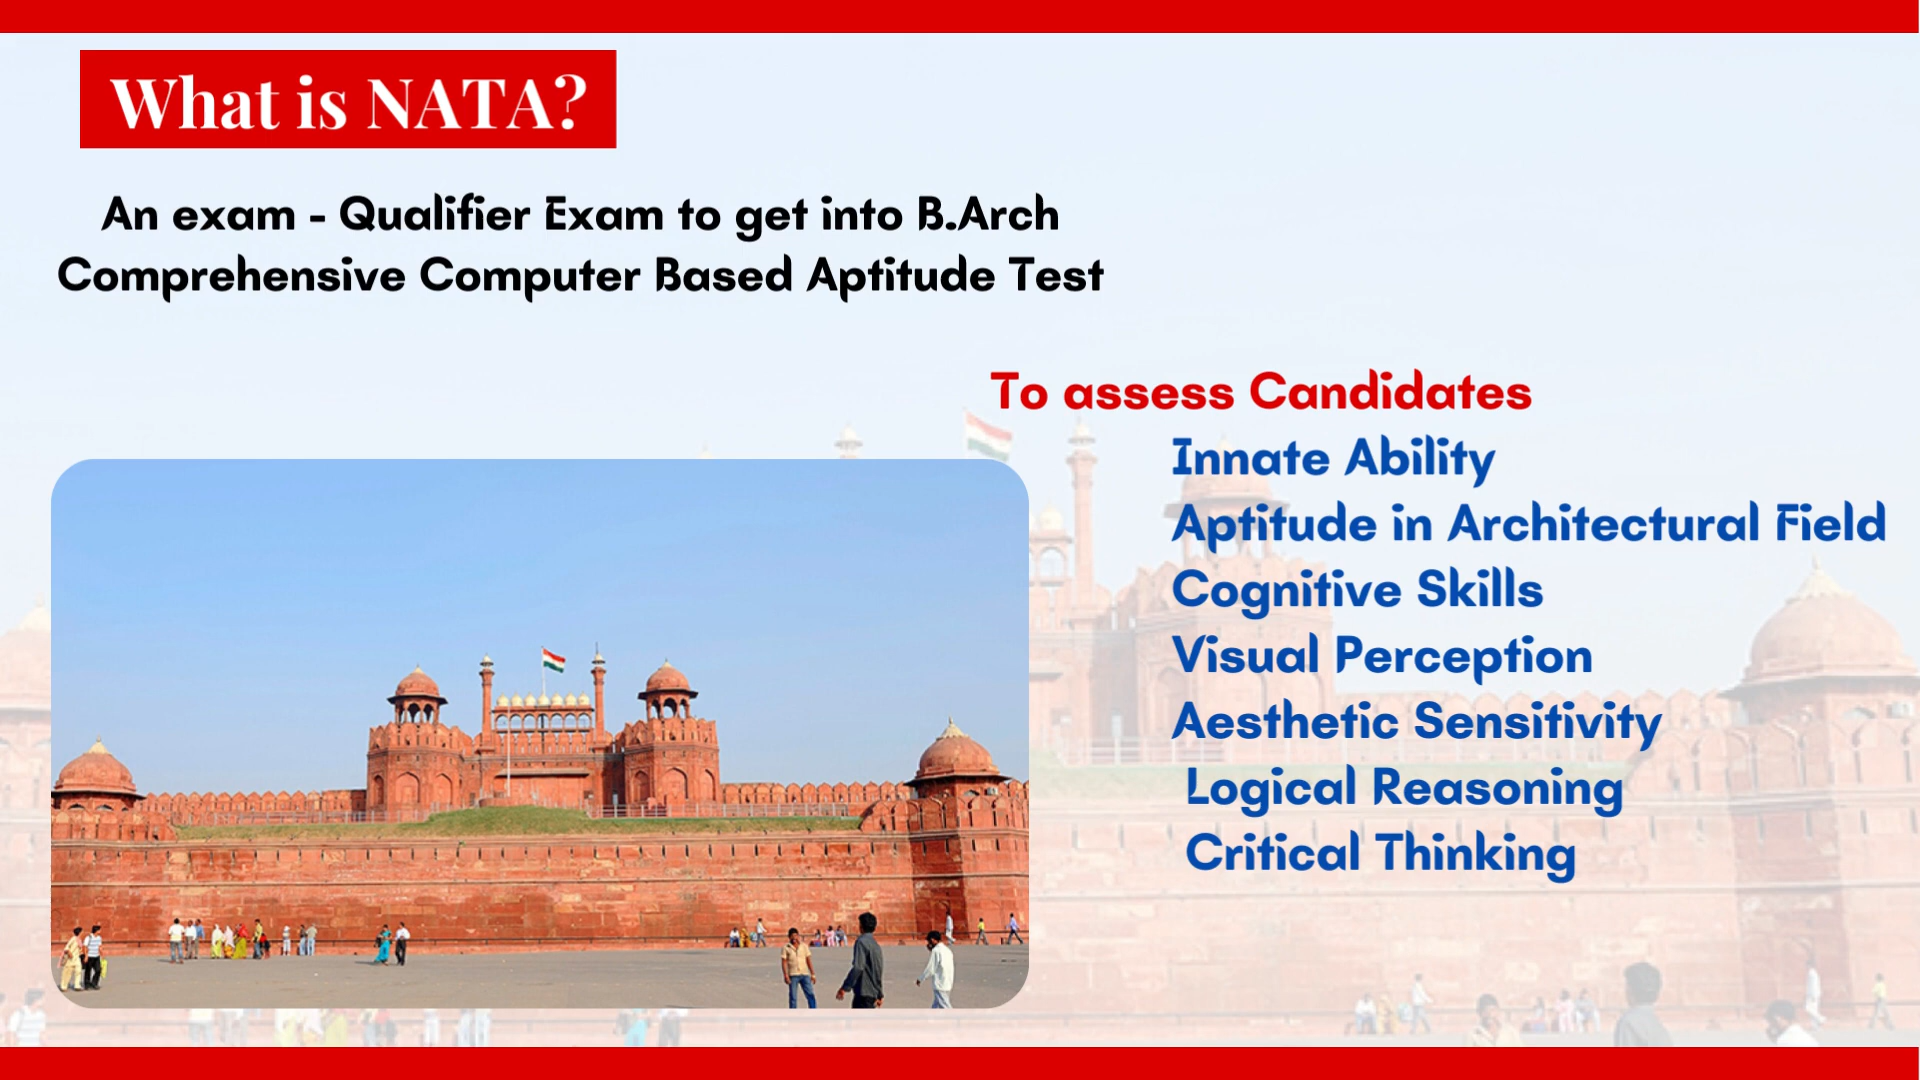 What is NATA?
An exam - Qualifier Exam to get into B.Arch
Comprehensive Computer Based Aptitude Test
To assess Candidates
Innate Ability
Aptitude in Architectural Field
Cognitive Skills
Visual Perception
Aesthetic Sensitivity
Logical Reasoning
Critical Thinking